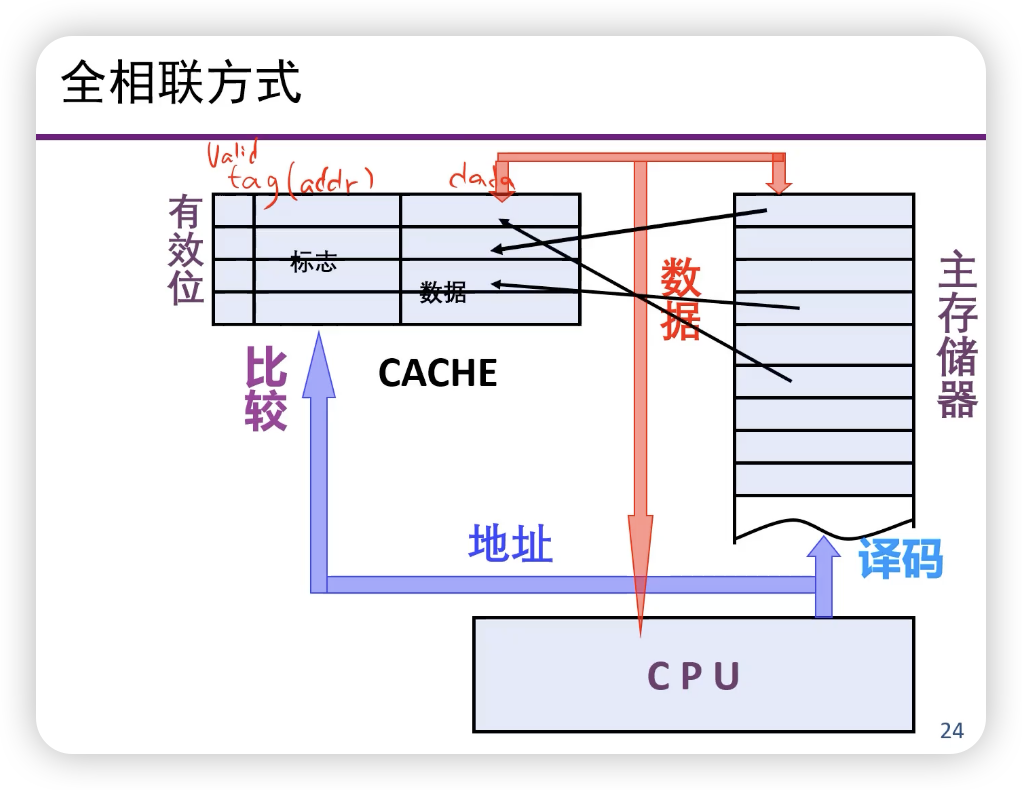 全相联方式
Valid
tag(addr)
data
有效位
标志
数据
数据
主存储器
比较
CACHE
地址
译码
CPU
24